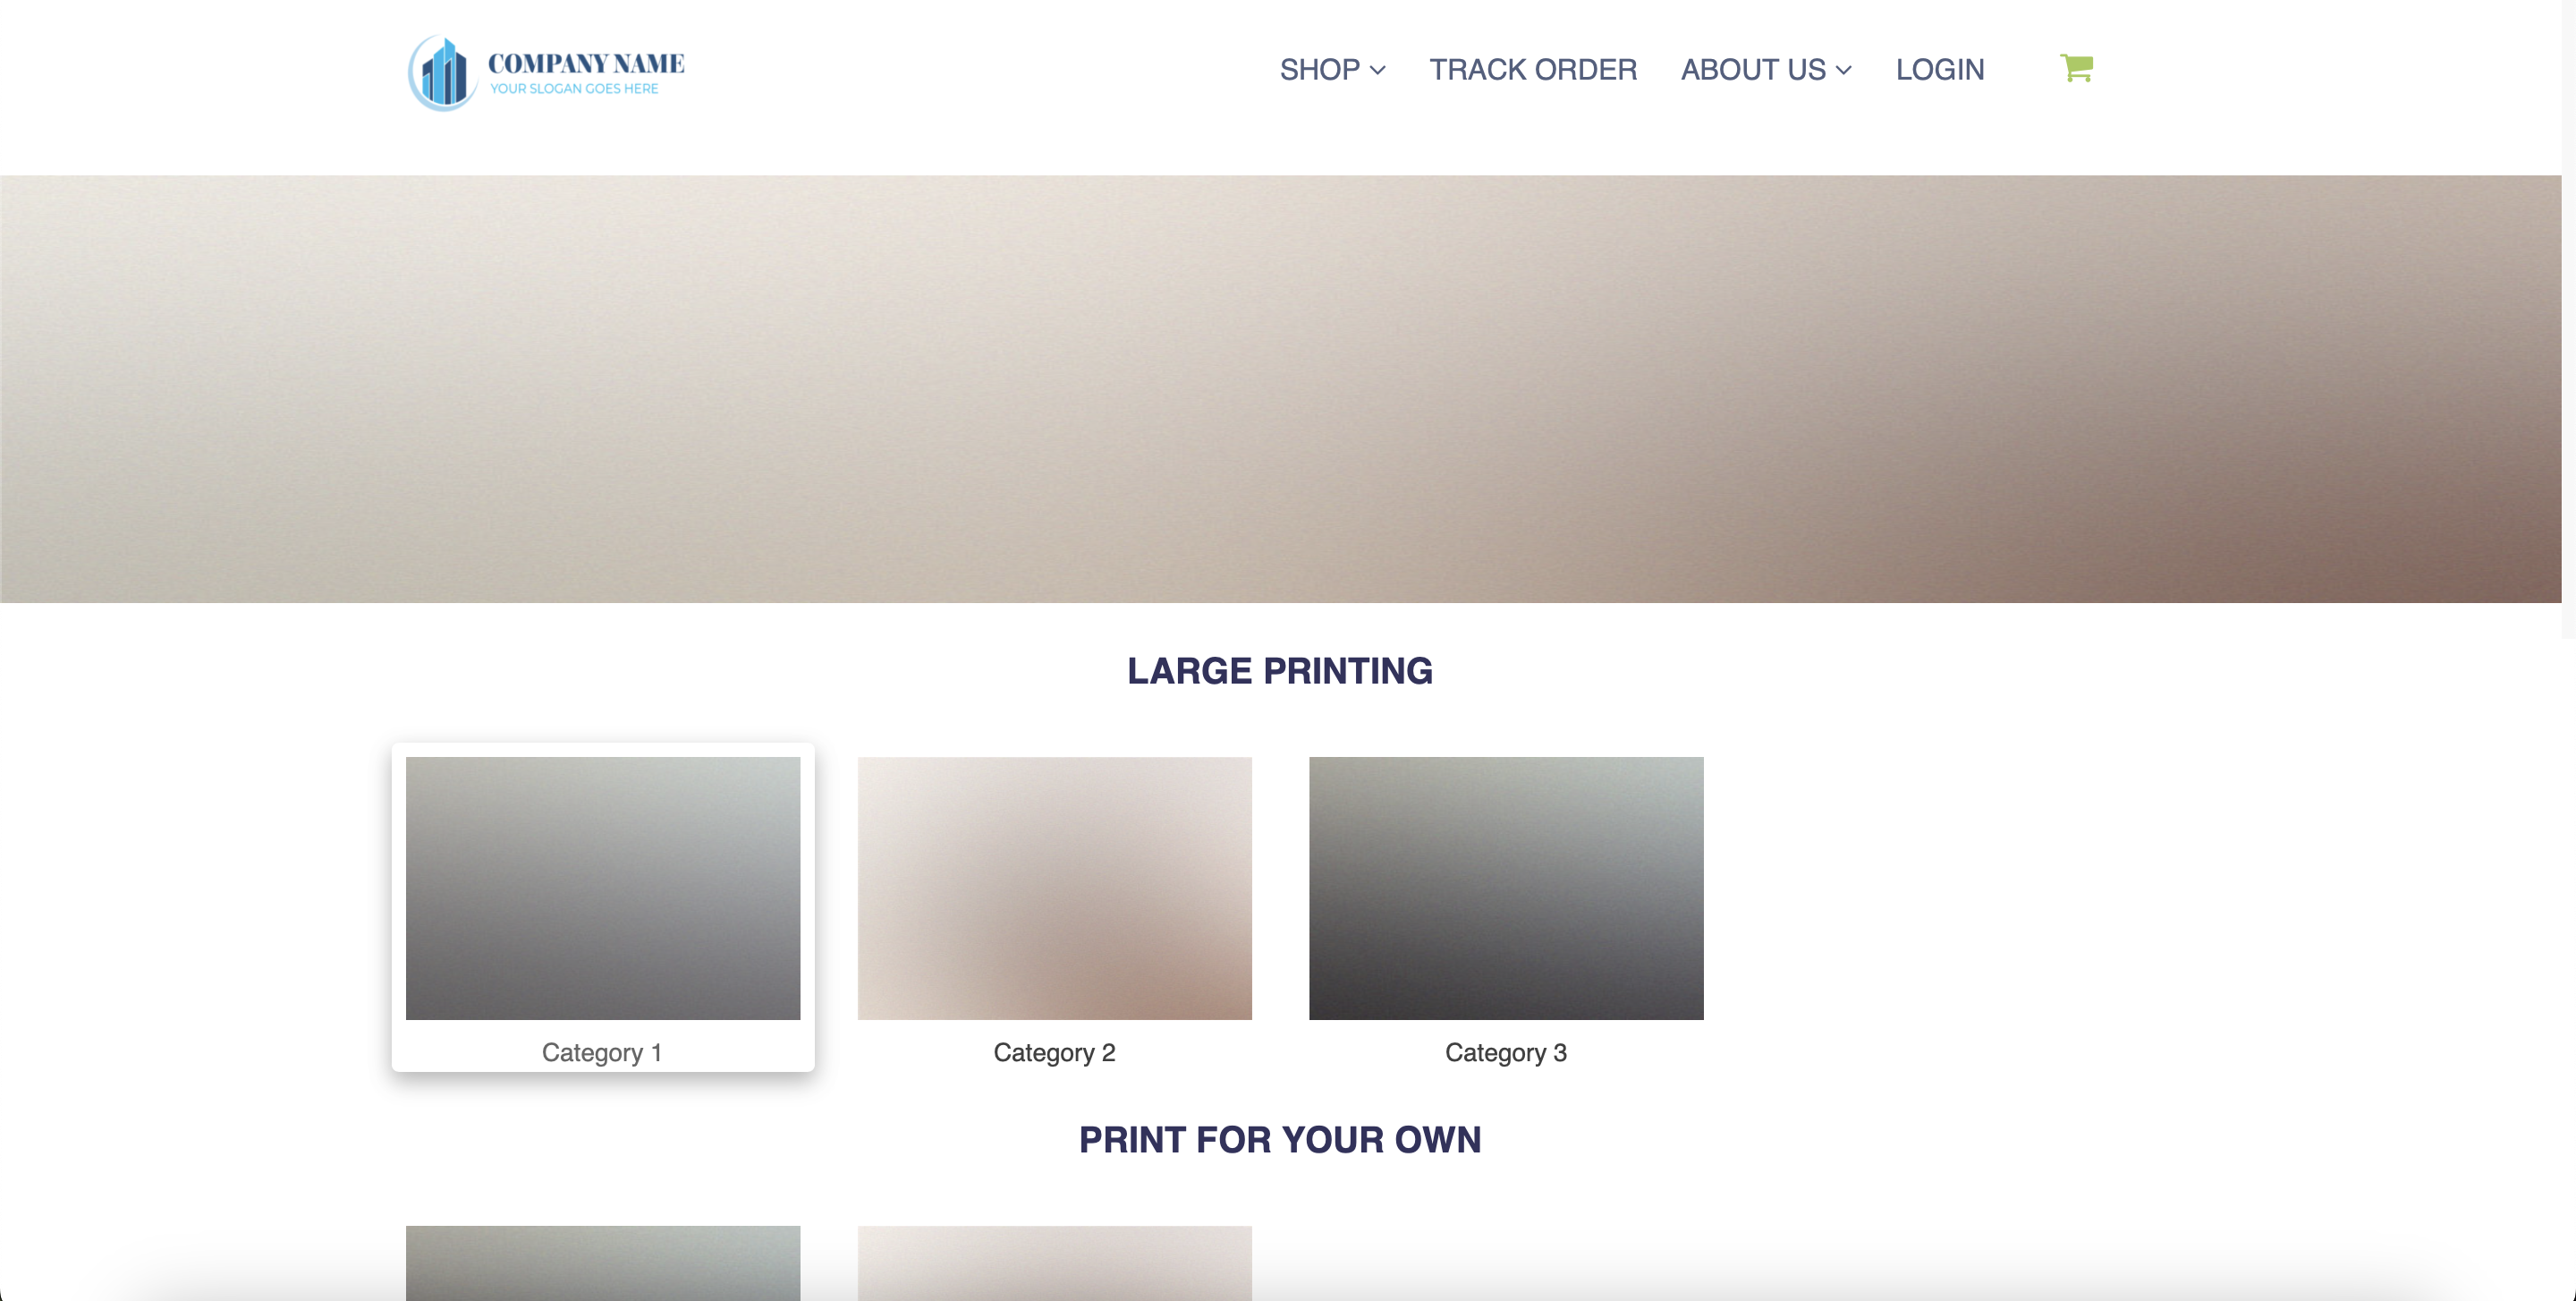 COMPANY NAME
YOUR SLOGAN GOES HERE
SHOP TRACK ORDER ABOUT US LOGIN
LARGE PRINTING
Category 1 Category 2 Category 3
PRINT FOR YOUR OWN